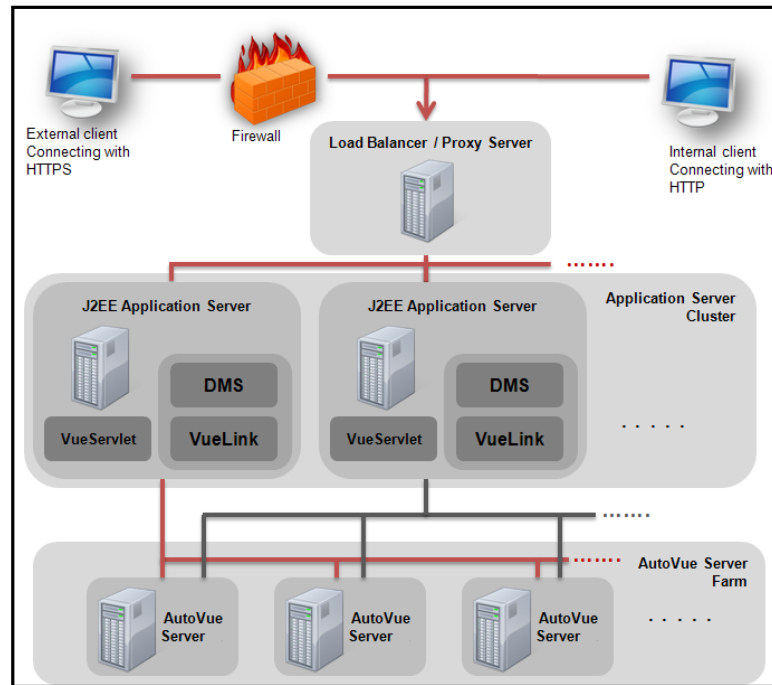 External client
Connecting with
HTTPS
Firewall
Load Balancer / Proxy Server
Internal client
Connecting with
HTTP
.......
J2EE Application Server
DMS
VueServlet
VueLink
J2EE Application Server
DMS
VueServlet
VueLink
Application Server
Cluster
. . . . .
.......
.......
AutoVue Server
Farm
AutoVue
Server
AutoVue
Server
AutoVue
Server
. . . . .